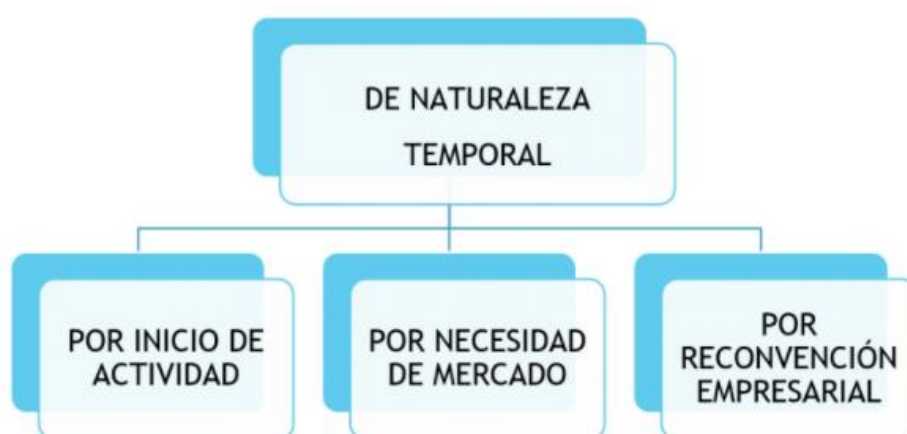 DE NATURALEZA
TEMPORAL
POR INICIO DE
ACTIVIDAD
POR NECESIDAD
DE MERCADO
POR
RECONVENCIÓN
EMPRESARIAL